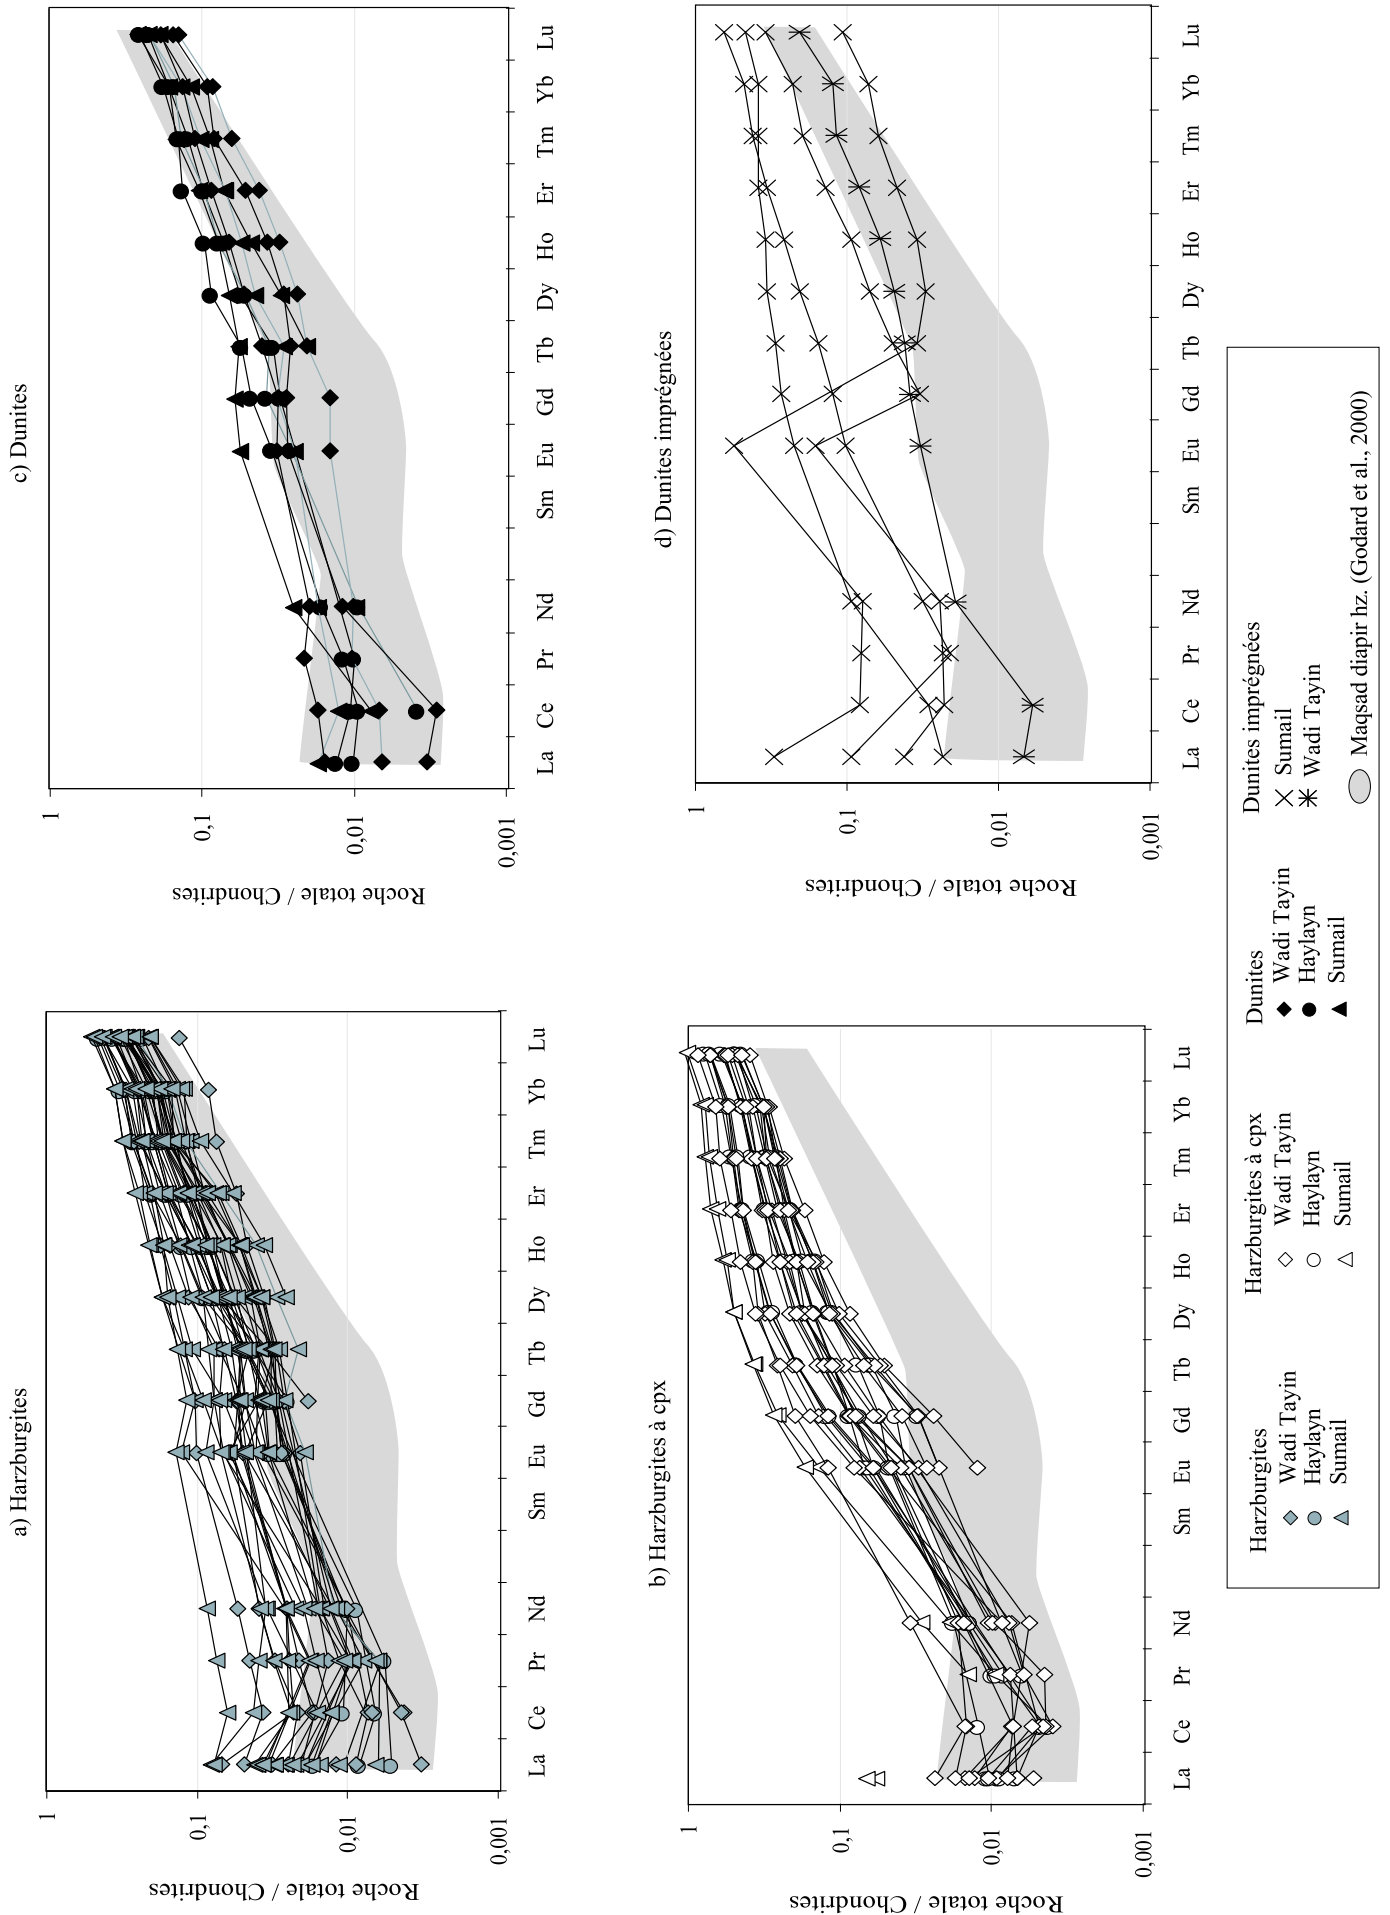 a) Harzburgites
1
0,1
0,01
0,001
Roche totale / Chondrites
La Ce Pr Nd Sm Eu Gd Tb Dy Ho Er Tm Yb Lu
c) Dunites
1
0,1
0,01
0,001
Roche totale / Chondrites
La Ce Pr Nd Sm Eu Gd Tb Dy Ho Er Tm Yb Lu
b) Harzburgites à cpx
1
0,1
0,01
0,001
Roche totale / Chondrites
La Ce Pr Nd Sm Eu Gd Tb Dy Ho Er Tm Yb Lu
d) Dunites imprégnées
1
0,1
0,01
0,001
Roche totale / Chondrites
La Ce Pr Nd Sm Eu Gd Tb Dy Ho Er Tm Yb Lu
Harzburgites
Wadi Tayin
Haylayn
Sumail
Harzburgites à cpx
Wadi Tayin
Haylayn
Sumail
Dunites
Wadi Tayin
Haylayn
Sumail
Dunites imprégnées
Sumail
Wadi Tayin
Maqsad diapir hz. (Godard et al., 2000)